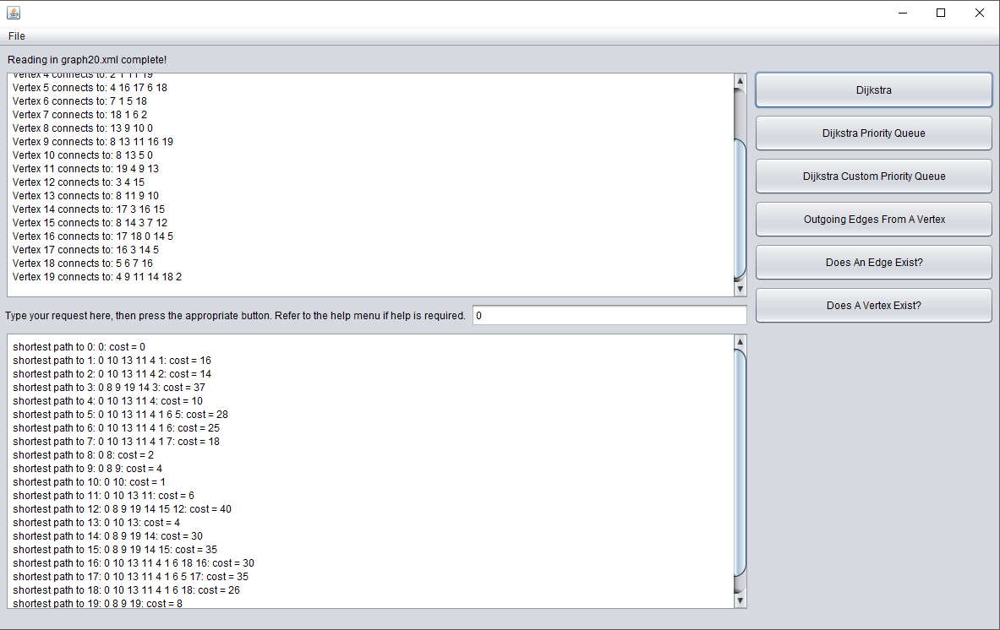 File
Reading in graph20.xml complete!
Vertex 4 connects to: 2 1 11 19
Vertex 5 connects to: 4 16 17 6 18
Vertex 6 connects to: 7 1 5 18
Vertex 7 connects to: 18 1 6 2
Vertex 8 connects to: 13 9 10 0
Vertex 9 connects to: 8 13 11 16 19
Vertex 10 connects to: 8 13 5 0
Vertex 11 connects to: 19 4 9 13
Vertex 12 connects to: 3 4 15
Vertex 13 connects to: 8 11 9 10
Vertex 14 connects to: 17 3 16 15
Vertex 15 connects to: 8 14 3 7 12
Vertex 16 connects to: 17 18 0 14 5
Vertex 17 connects to: 16 3 14 5
Vertex 18 connects to: 5 6 7 16
Vertex 19 connects to: 4 9 11 14 18 2
Dijkstra
Dijkstra Priority Queue
Dijkstra Custom Priority Queue
Outgoing Edges From A Vertex
Does An Edge Exist?
Does A Vertex Exist?
Type your request here, then press the appropriate button. Refer to the help menu if help is required.
0
shortest path to 0: 0: cost = 0
shortest path to 1: 0 10 13 11 4 1: cost = 16
shortest path to 2: 0 10 13 11 4 2: cost = 14
shortest path to 3: 0 8 9 19 14 3: cost = 37
shortest path to 4: 0 10 13 11 4: cost = 10
shortest path to 5: 0 10 13 11 4 1 6 5: cost = 28
shortest path to 6: 0 10 13 11 4 1 6: cost = 25
shortest path to 7: 0 10 13 11 4 1 7: cost = 18
shortest path to 8: 0 8: cost = 2
shortest path to 9: 0 8 9: cost = 4
shortest path to 10: 0 10: cost = 1
shortest path to 11: 0 10 13 11: cost = 6
shortest path to 12: 0 8 9 19 14 15 12: cost = 40
shortest path to 13: 0 10 13: cost = 4
shortest path to 14: 0 8 9 19 14: cost = 30
shortest path to 15: 0 8 9 19 14 15: cost = 35
shortest path to 16: 0 10 13 11 4 1 6 18 16: cost = 30
shortest path to 17: 0 10 13 11 4 1 6 5 17: cost = 35
shortest path to 18: 0 10 13 11 4 1 6 18: cost = 26
shortest path to 19: 0 8 9 19: cost = 8